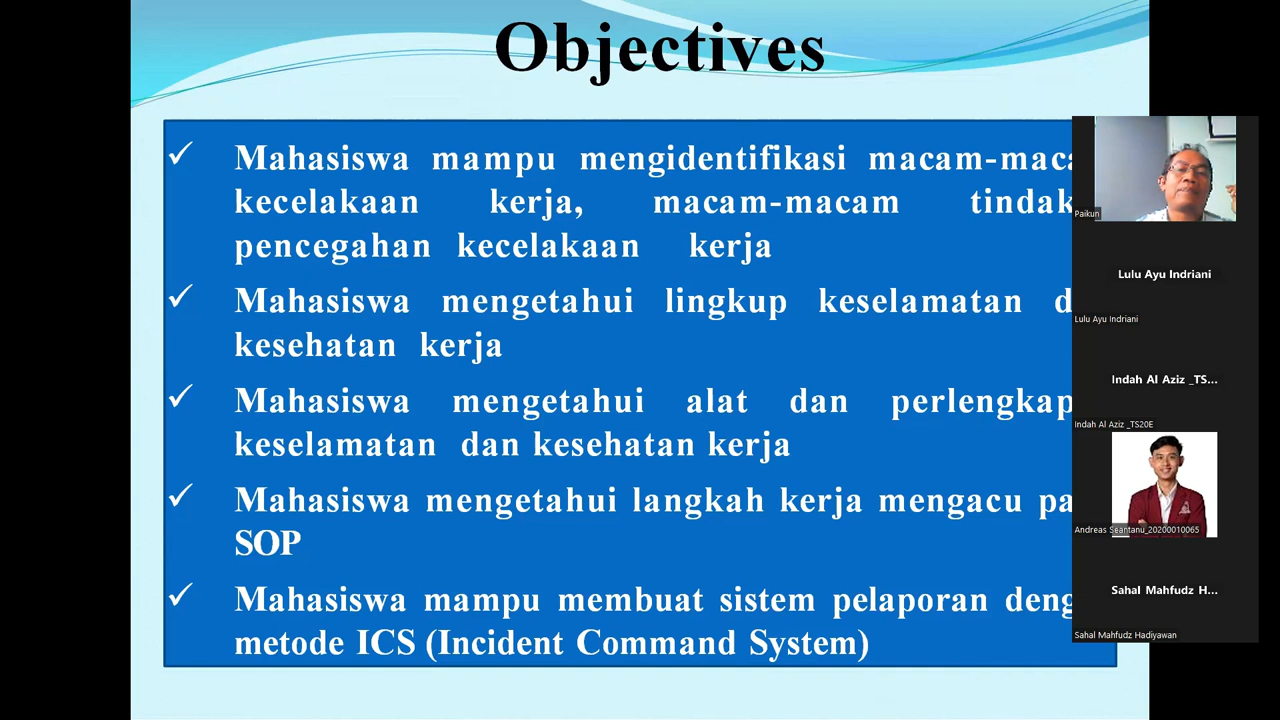 Objectives
✓ Mahasiswa mampu mengidentifikasi macam-maca
kecelakaan kerja, macam-macam tindak
pencegahan kecelakaan kerja
✓ Mahasiswa mengetahui lingkup keselamatan d
kesehatan kerja
✓ Mahasiswa mengetahui alat dan perlengkap
keselamatan dan kesehatan kerja
✓ Mahasiswa mengetahui langkah kerja mengacu pa
SOP
✓ Mahasiswa mampu membuat sistem pelaporan deng
metode ICS (Incident Command System)
Paikun
Lulu Ayu Indriani
Lulu Ayu Indriani
Indah Al Aziz _TS...
Indah Al Aziz _TS20E
Andreas Seantanu_20200010065
Sahal Mahfudz H...
Sahal Mahfudz Hadiyawan